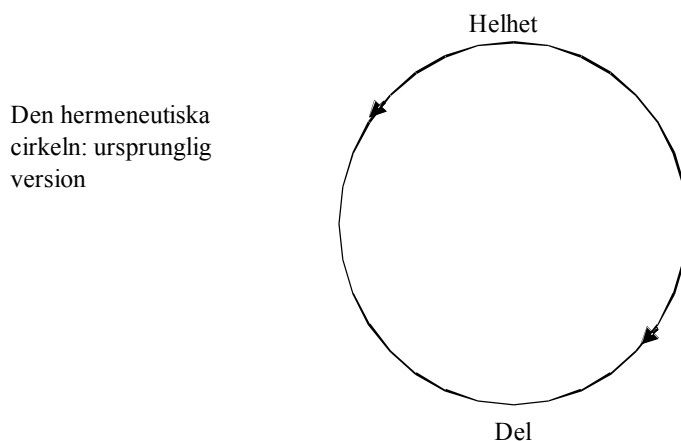 Helhet
Den hermeneutiska
cirkeln: ursprunglig
version
Del